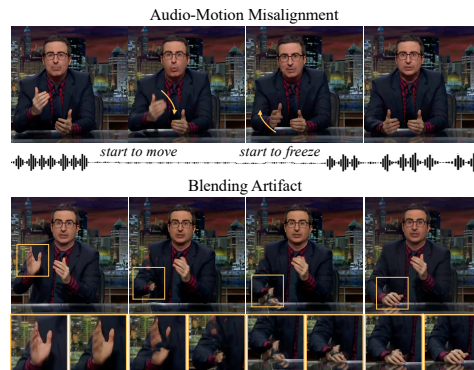 Audio-Motion Misalignment
start to move start to freeze
Blending Artifact